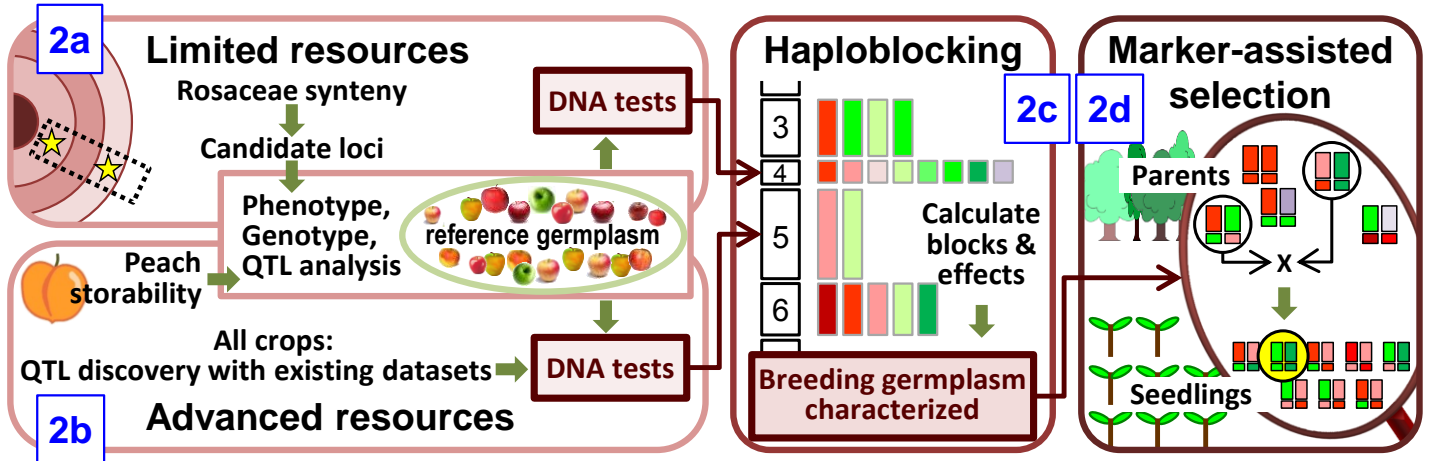 2a
Limited resources
Rosaceae synteny
Candidate loci
DNA tests
Phenotype,
Genotype,
QTL analysis
reference germplasm
Peach
storability
All crops:
QTL discovery with existing datasets
DNA tests
2b
Advanced resources
Haploblocking
2c
3
4
5
6
Calculate
blocks &
effects
Breeding germplasm
characterized
Marker-assisted
selection
2d
Parents
X
Seedlings